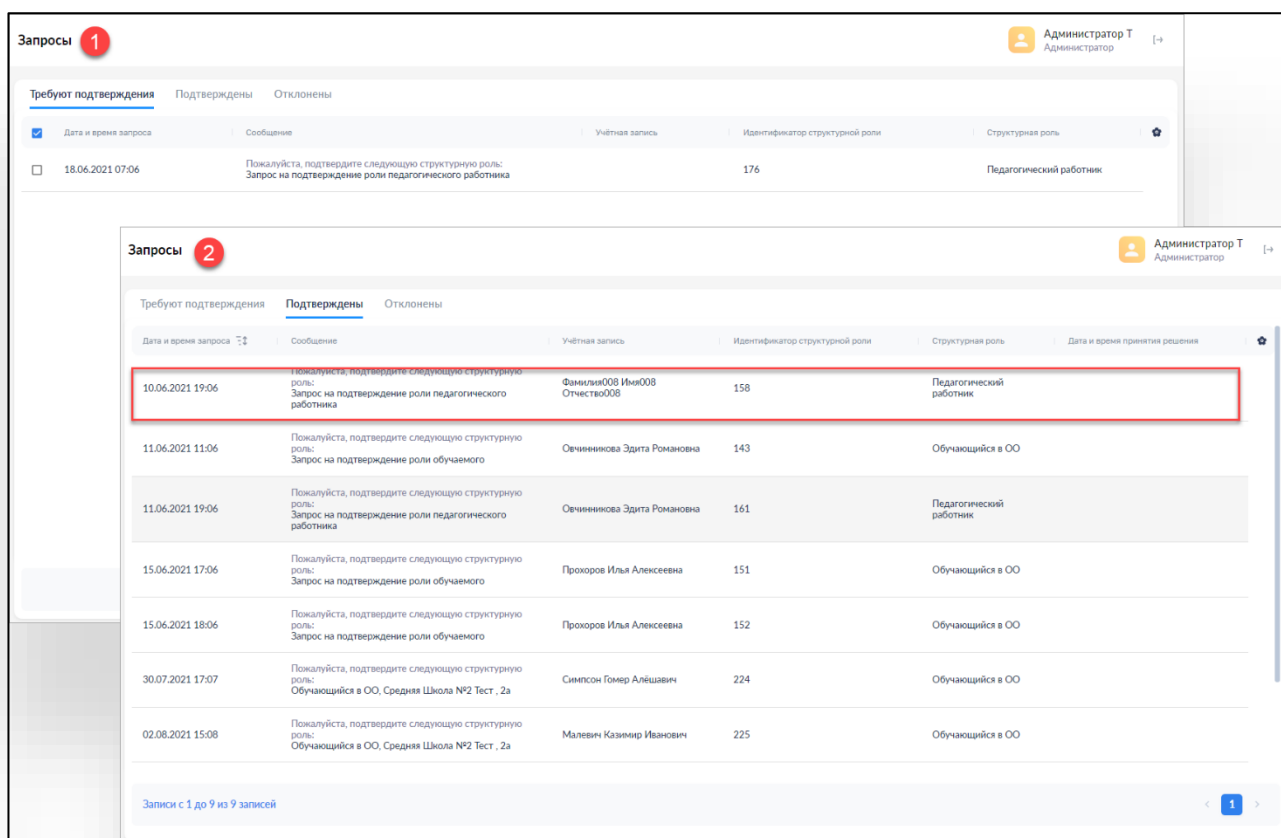 Запросы 1
Администратор Т
Администратор
Требуют подтверждения Подтверждены Отклонены
Дата и время запроса Сообщение Учётная запись Идентификатор структурной роли Структурная роль
18.06.2021 07:06 Пожалуйста, подтвердите следующую структурную роль: 176 Педагогический работник
Запрос на подтверждение роли педагогического работника
Запросы 2
Администратор Т
Администратор
Требуют подтверждения Подтверждены Отклонены
Дата и время запроса Сообщение Учётная запись Идентификатор структурной роли Структурная роль Дата и время принятия решения
Пожалуйста, подтвердите следующую структурную
роль:
Запрос на подтверждение роли педагогического
работника
10.06.2021 19:06
Фамилия008 Имя008
Отчество008
158
Педагогический
работник
11.06.2021 11:06
Пожалуйста, подтвердите следующую структурную
роль:
Запрос на подтверждение роли обучаемого
Овчинникова Эдита Романовна
143
Обучающийся в ОО
11.06.2021 19:06
Пожалуйста, подтвердите следующую структурную
роль:
Запрос на подтверждение роли педагогического
работника
Овчинникова Эдита Романовна
161
Педагогический
работник
15.06.2021 17:06
Пожалуйста, подтвердите следующую структурную
роль:
Запрос на подтверждение роли обучаемого
Прохоров Илья Алексеевна
151
Обучающийся в ОО
15.06.2021 18:06
Пожалуйста, подтвердите следующую структурную
роль:
Запрос на подтверждение роли обучаемого
Прохоров Илья Алексеевна
152
Обучающийся в ОО
30.07.2021 17:07
Пожалуйста, подтвердите следующую структурную
роль:
Обучающийся в ОО, Средняя Школа №2 Тест , 2а
Симпсон Гомер Алёшавич
224
Обучающийся в ОО
02.08.2021 15:08
Пожалуйста, подтвердите следующую структурную
роль:
Обучающийся в ОО, Средняя Школа №2 Тест , 2а
Малевич Казимир Иванович
225
Обучающийся в ОО
Записи с 1 до 9 из 9 записей
1